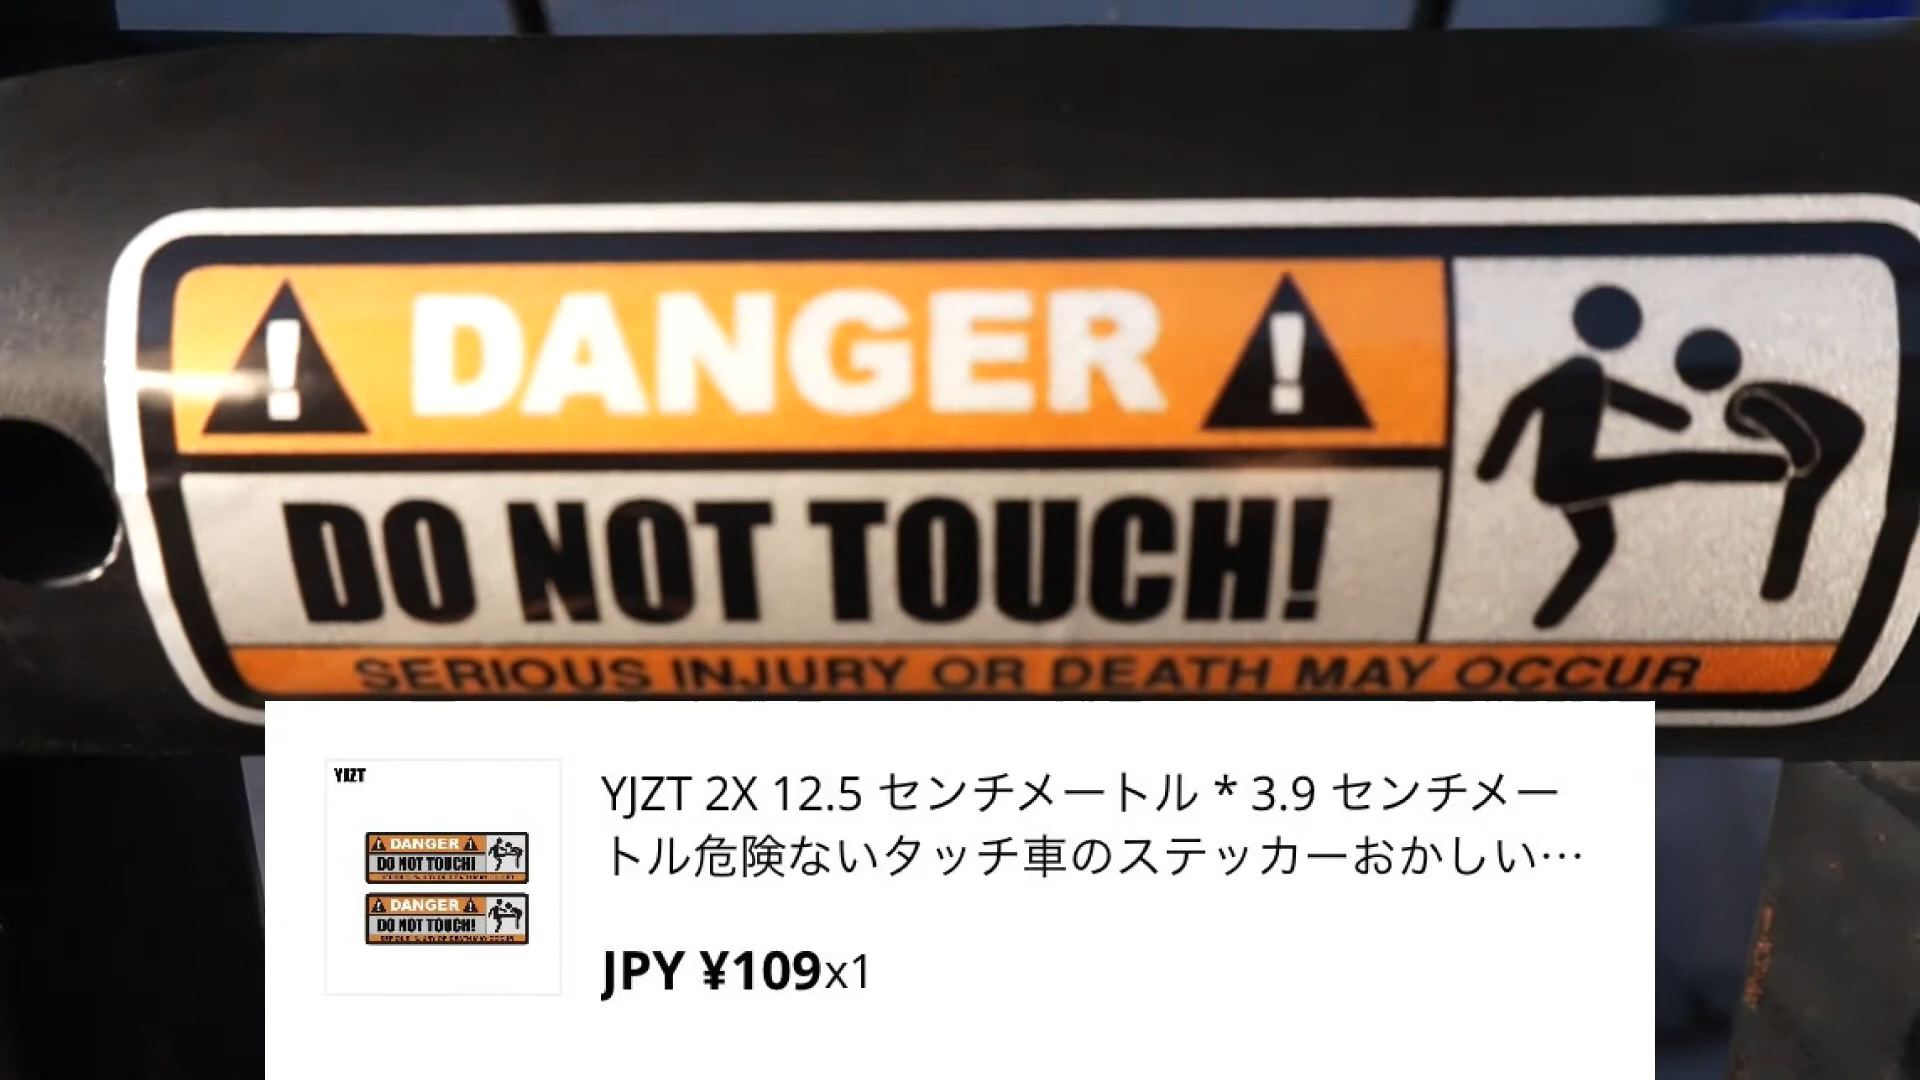 ! DANGER !
DO NOT TOUCH!
SERIOUS INJURY OR DEATH MAY OCCUR
YJZT
DANGER
DO NOT TOUCH!
DANGER
DO NOT TOUCH!
YJZT 2X 12.5 センチメートル * 3.9 センチメー
トル危険ないタッチ車のステッカーおかしい…
JPY ¥109x1